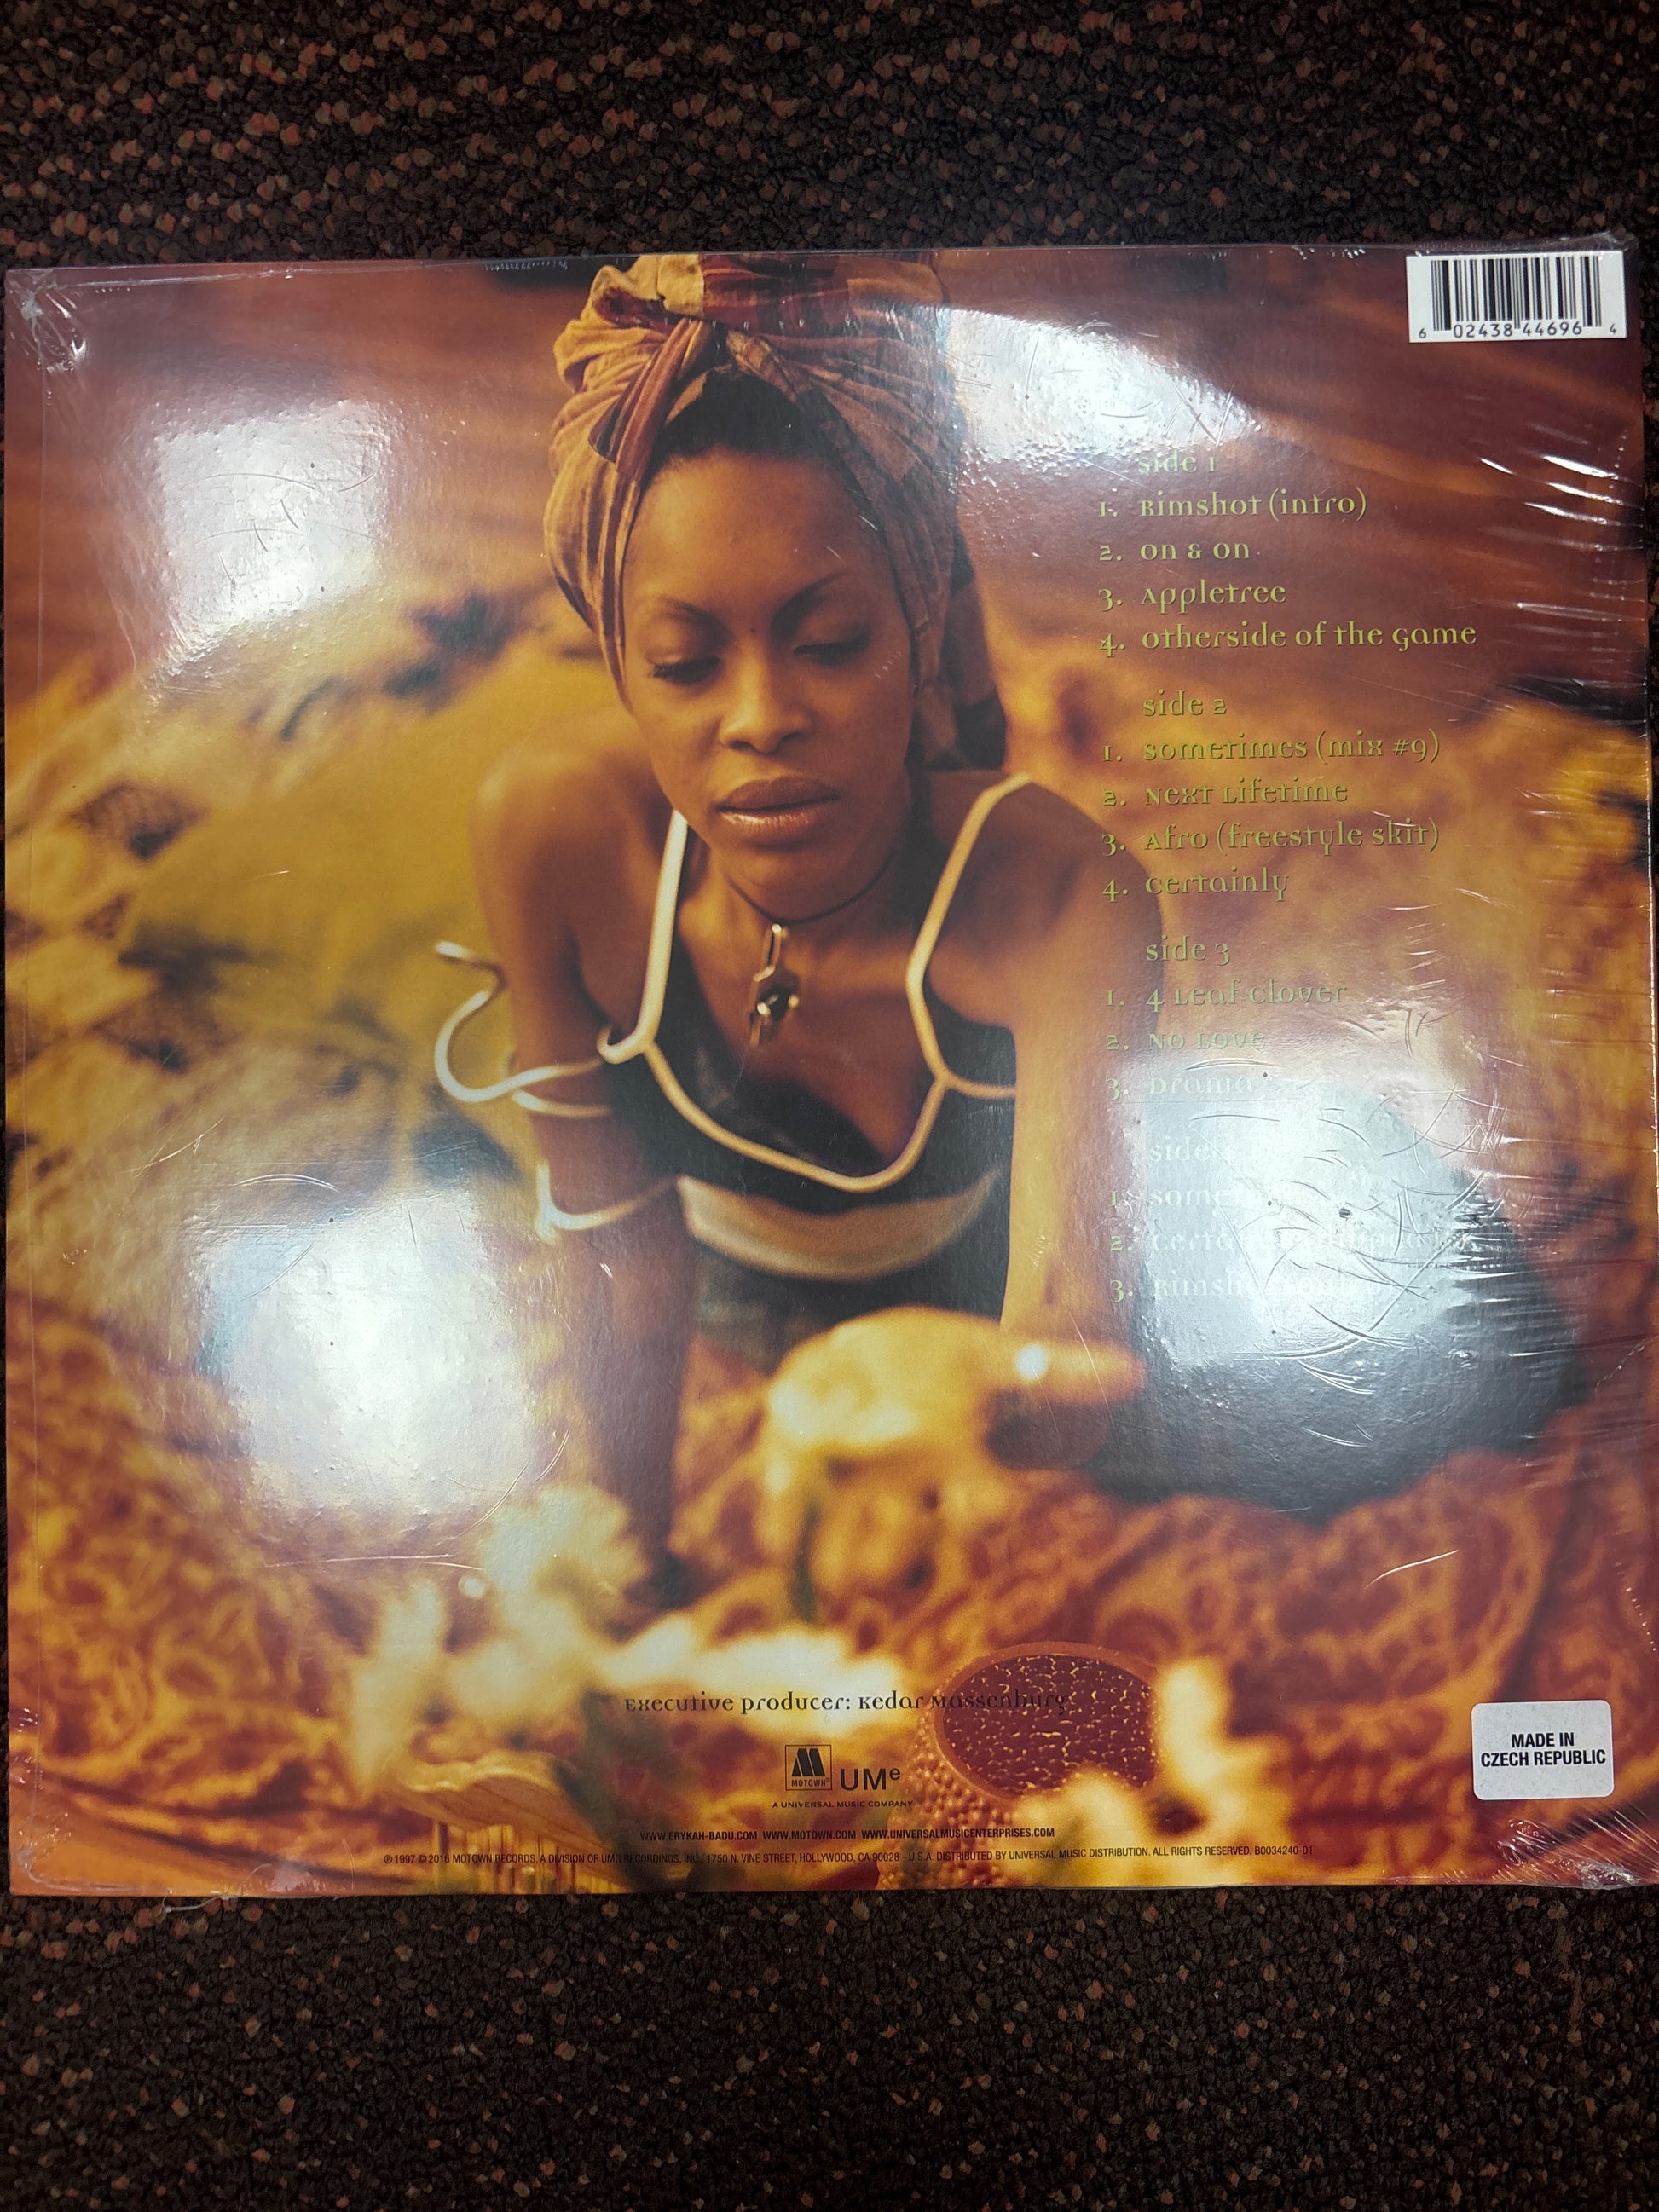 6 02438 44696 4
side 1
1. Rimshot (intro)
2. On & On
3. Appletree
4. Otherside of the Game
side 2
1. Sometimes (mix #9)
2. Next Lifetime
3. Afro (freestyle skit)
4. Certainly
side 3
1. 4 Leaf Clover
2. No Love
3. Drama
side
1.
2.
3.
Executive Producer: Kedar Massenburg
MOTOWN® UMe
A UNIVERSAL MUSIC COMPANY
MADE IN
CZECH REPUBLIC
WWW.ERYKAH-BADU.COM WWW.MOTOWN.COM WWW.UNIVERSALMUSICENTERPRISES.COM
℗ 1997 © 2016 MOTOWN RECORDS, A DIVISION OF UMG RECORDINGS, INC., 1750 N. VINE STREET, HOLLYWOOD, CA 90028 - U.S.A. DISTRIBUTED BY UNIVERSAL MUSIC DISTRIBUTION. ALL RIGHTS RESERVED. B0034240-01